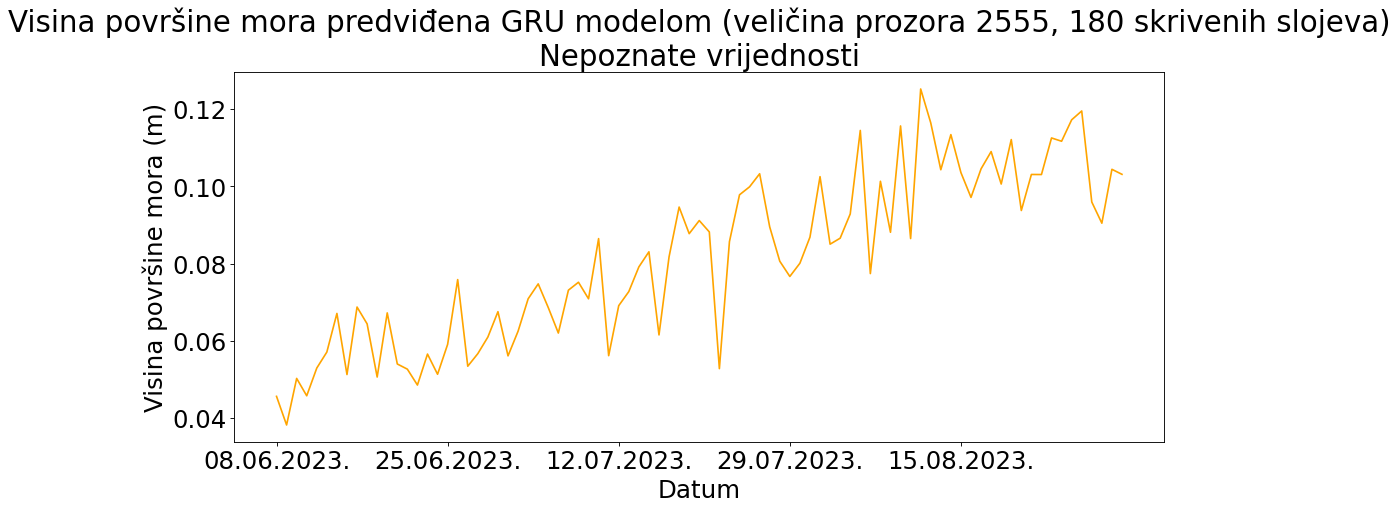 Visina površine mora predviđena GRU modelom (veličina prozora 2555, 180 skrivenih slojeva)
Nepoznate vrijednosti
Visina površine mora (m)
0.12
0.10
0.08
0.06
0.04
08.06.2023. 25.06.2023. 12.07.2023. 29.07.2023. 15.08.2023.
Datum